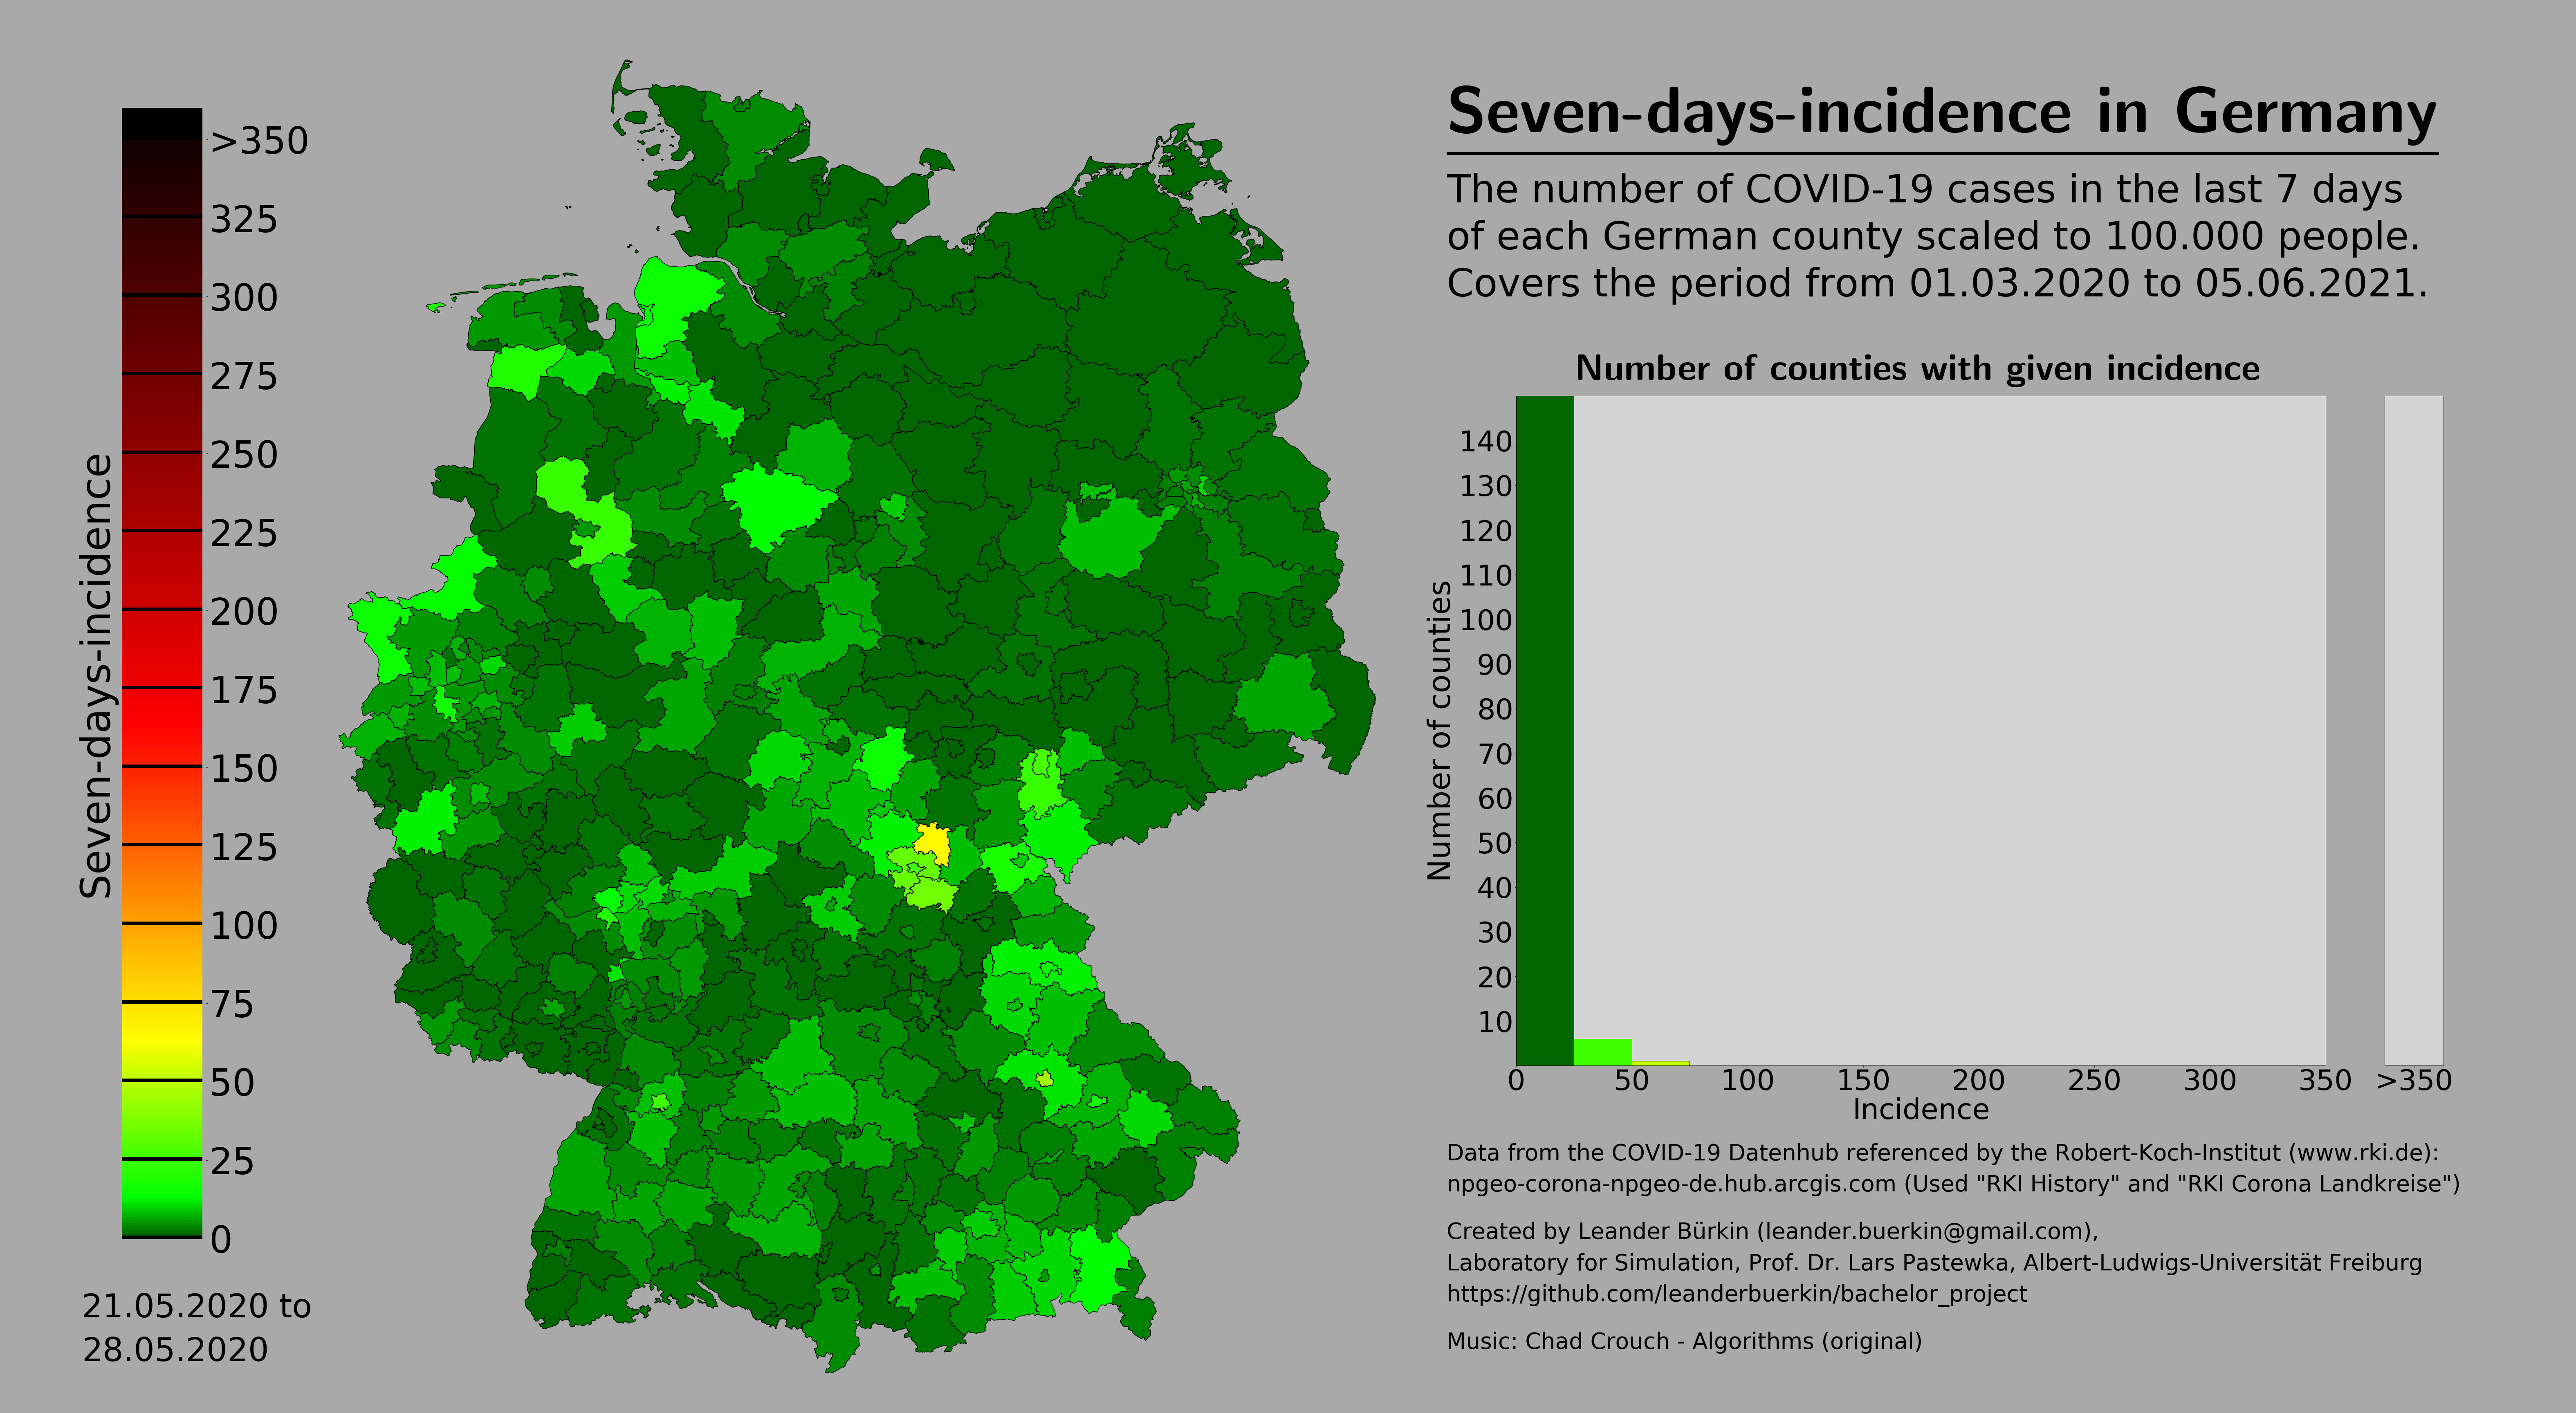 Seven-days-incidence in Germany
The number of COVID-19 cases in the last 7 days
of each German county scaled to 100.000 people.
Covers the period from 01.03.2020 to 05.06.2021.
Seven-days-incidence
>350
325
300
275
250
225
200
175
150
125
100
75
50
25
0
21.05.2020 to
28.05.2020
Number of counties with given incidence
Number of counties
140
130
120
110
100
90
80
70
60
50
40
30
20
10
0 50 100 150 200 250 300 350 >350
Incidence
Data from the COVID-19 Datenhub referenced by the Robert-Koch-Institut (www.rki.de):
npgeo-corona-npgeo-de.hub.arcgis.com (Used "RKI History" and "RKI Corona Landkreise")
Created by Leander Bürkin (leander.buerkin@gmail.com),
Laboratory for Simulation, Prof. Dr. Lars Pastewka, Albert-Ludwigs-Universität Freiburg
https://github.com/leanderbuerkin/bachelor_project
Music: Chad Crouch - Algorithms (original)